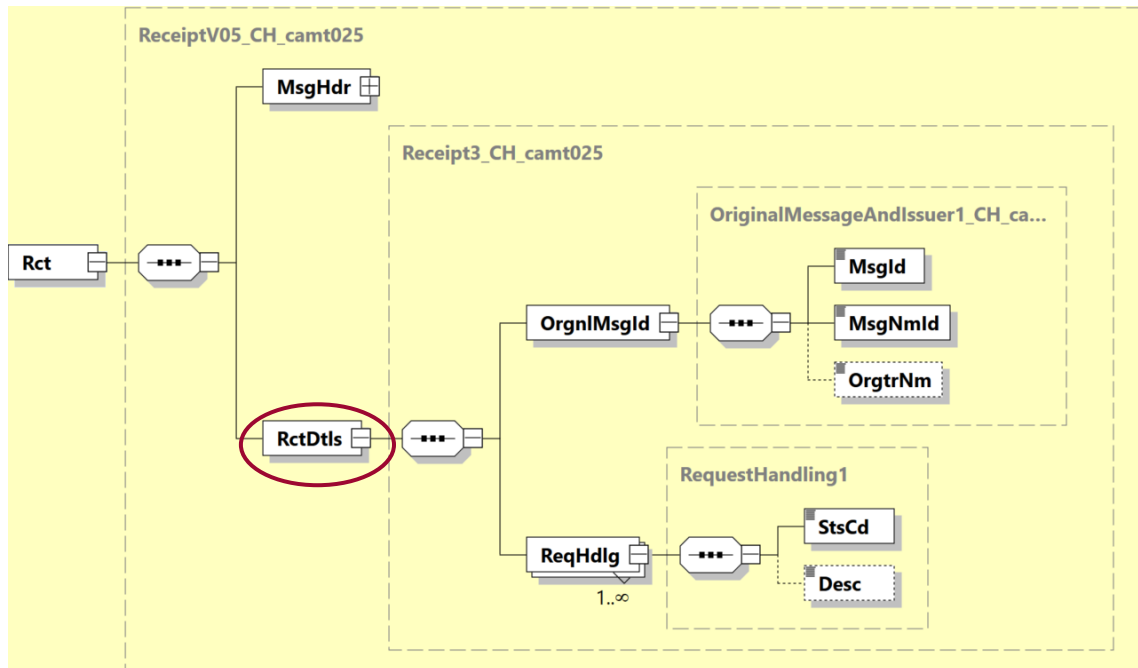 ReceiptV05_CH_camt025
MsgHdr
Receipt3_CH_camt025
OriginalMessageAndIssuer1_CH_ca...
Rct
MsgId
OrgnlMsgId
MsgNmId
OrgtrNm
RctDtls
RequestHandling1
StsCd
ReqHdlg
Desc
1..∞